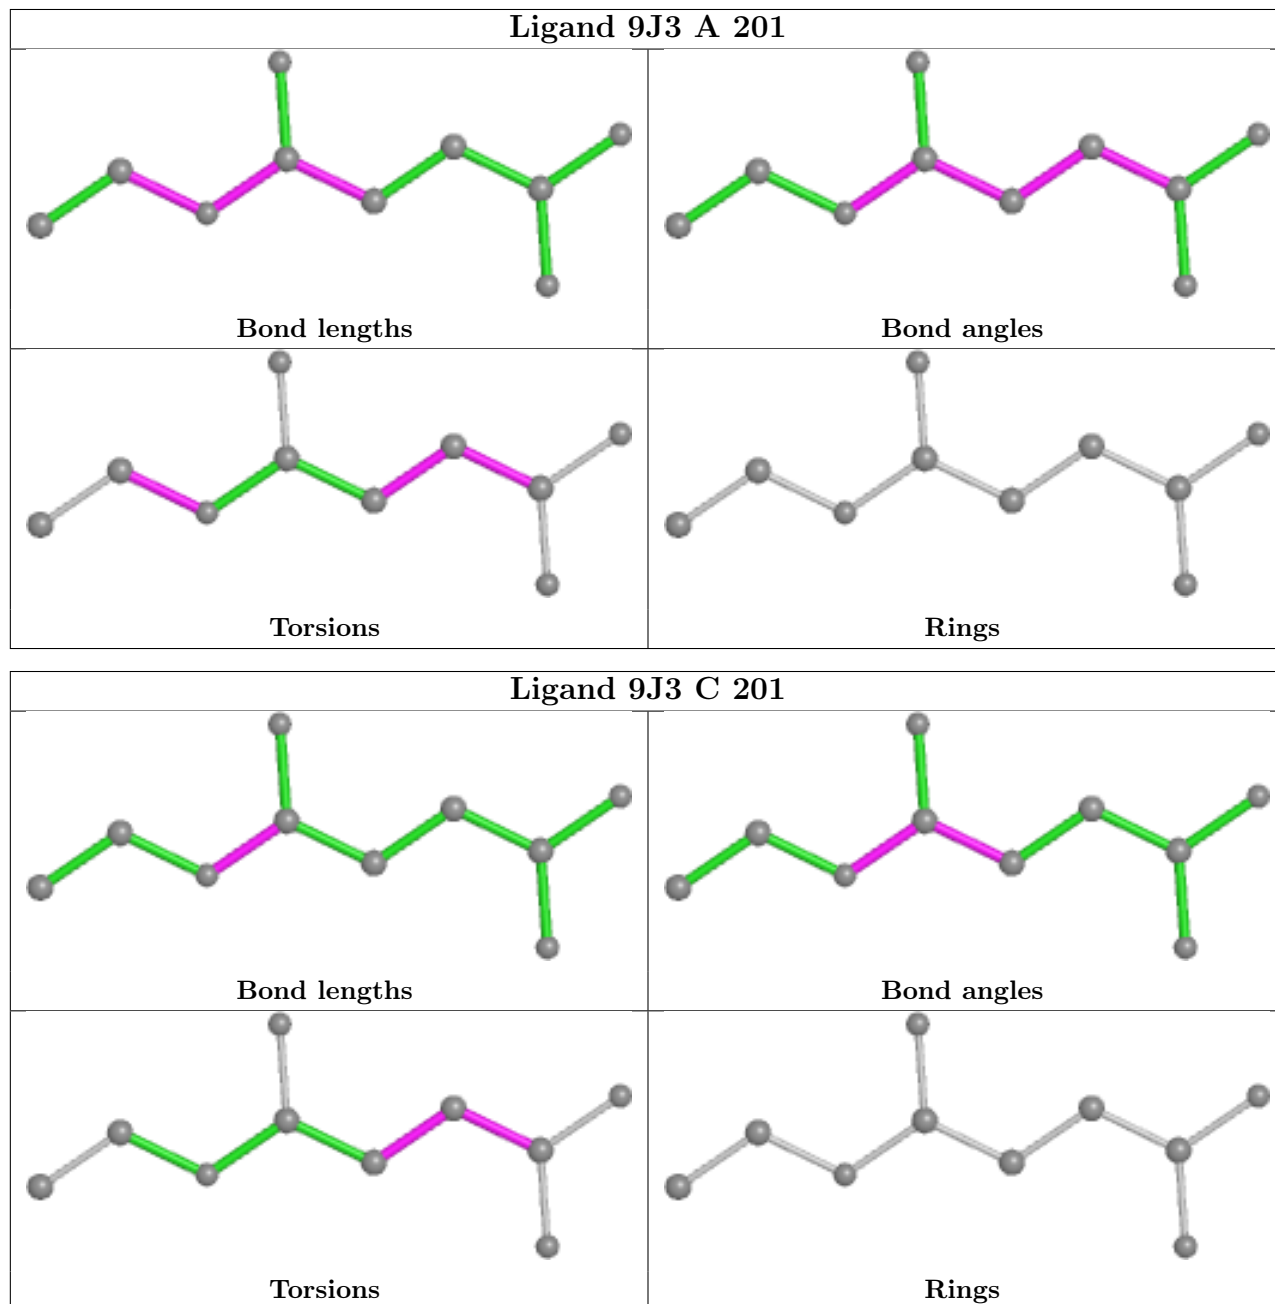 Ligand 9J3 A 201
Bond lengths
Bond angles
Torsions
Rings
Ligand 9J3 C 201
Bond lengths
Bond angles
Torsions
Rings